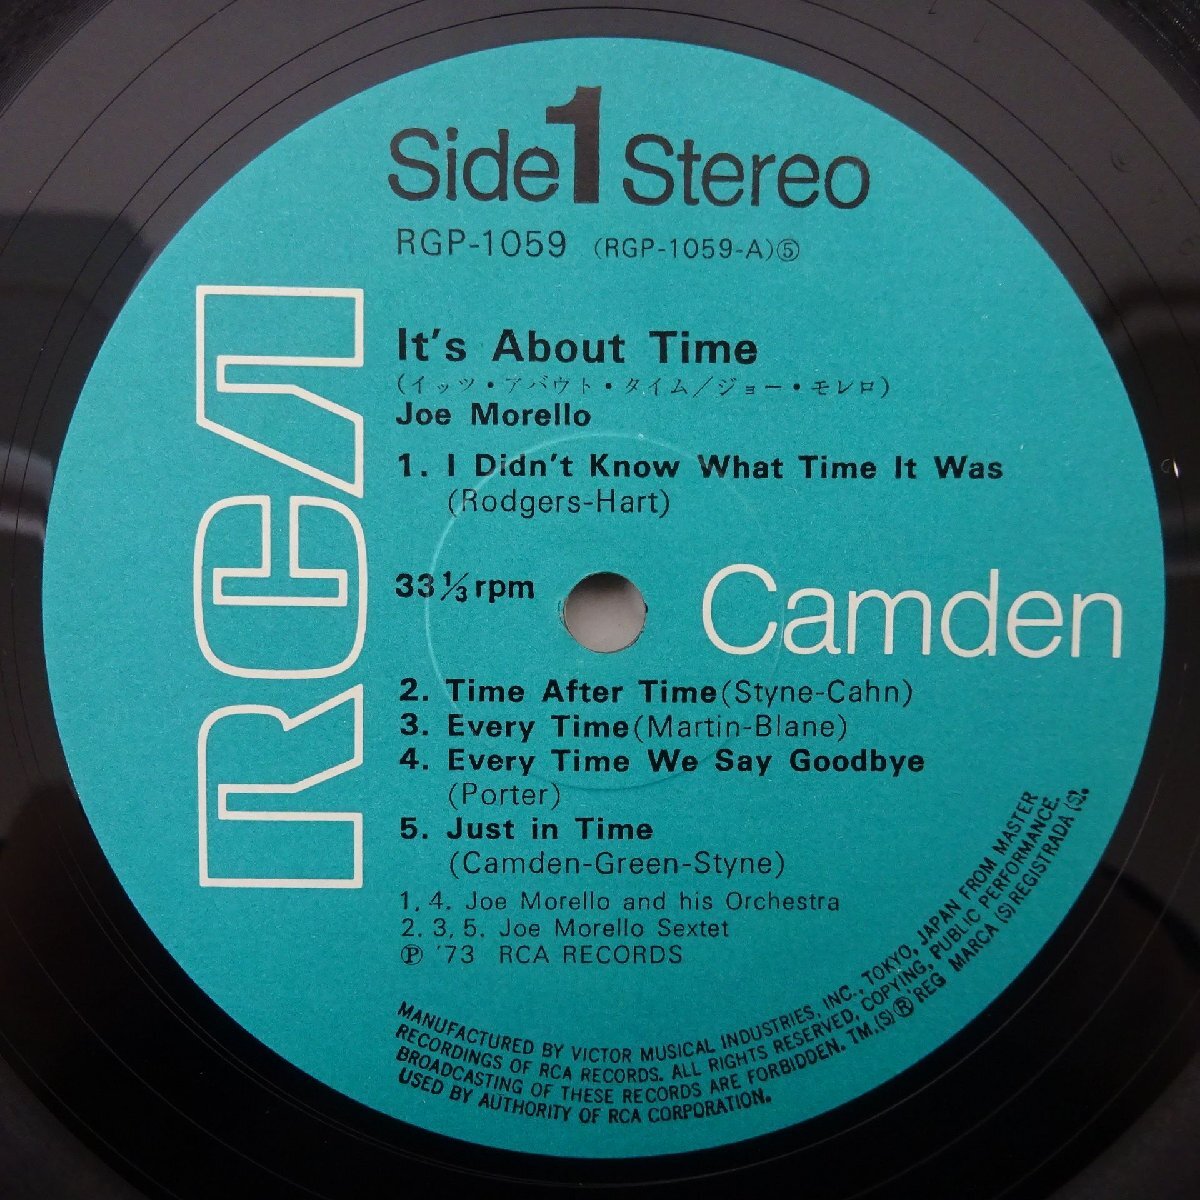 Side 1 Stereo
RGP-1059 (RGP-1059-A)⑤
RCA
It's About Time
(イッツ・アバウト・タイム/ジョー・モレロ)
Joe Morello
1. I Didn't Know What Time It Was
(Rodgers-Hart)
33 1/3 rpm
Camden
2. Time After Time(Styne-Cahn)
3. Every Time(Martin-Blane)
4. Every Time We Say Goodbye
(Porter)
5. Just in Time
(Camden-Green-Styne)
1, 4. Joe Morello and his Orchestra
2. 3, 5. Joe Morello Sextet
Ⓟ '73 RCA RECORDS
MANUFACTURED BY VICTOR MUSICAL INDUSTRIES, INC., TOKYO, JAPAN FROM MASTER
RECORDINGS OF RCA RECORDS. ALL RIGHTS RESERVED, COPYING, PUBLIC PERFORMANCE.
BROADCASTING OF THESE RECORDS ARE FORBIDDEN. TM.(S)® REG MARCA (S) REGISTRADA (S).
USED BY AUTHORITY OF RCA CORPORATION.